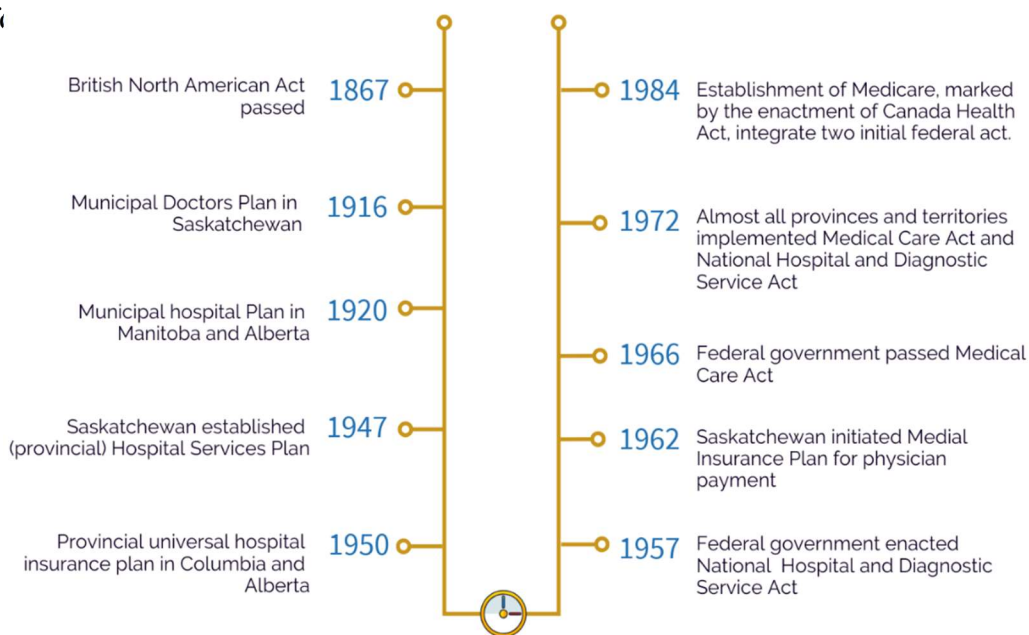 British North American Act
passed
1867
Municipal Doctors Plan in
Saskatchewan
1916
Municipal hospital Plan in
Manitoba and Alberta
1920
Saskatchewan established
(provincial) Hospital Services Plan
1947
Provincial universal hospital
insurance plan in Columbia and
Alberta
1950
1984
Establishment of Medicare, marked
by the enactment of Canada Health
Act, integrate two initial federal act.
1972
Almost all provinces and territories
implemented Medical Care Act and
National Hospital and Diagnostic
Service Act
1966
Federal government passed Medical
Care Act
1962
Saskatchewan initiated Medial
Insurance Plan for physician
payment
1957
Federal government enacted
National Hospital and Diagnostic
Service Act